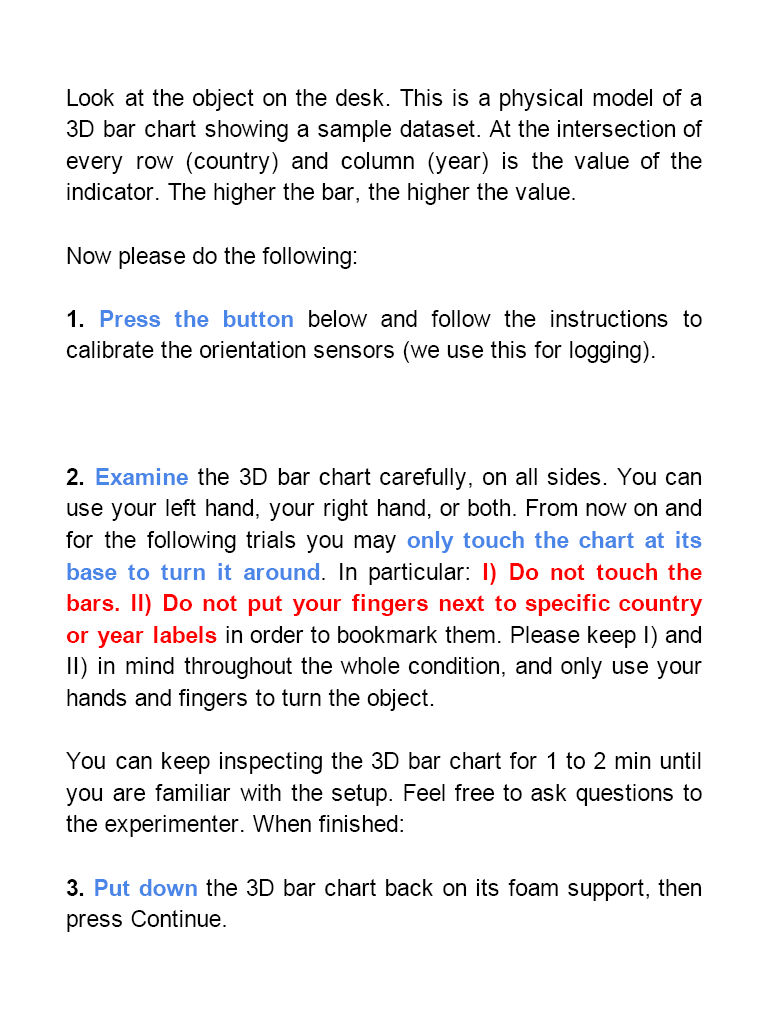 Look at the object on the desk. This is a physical model of a
3D bar chart showing a sample dataset. At the intersection of
every row (country) and column (year) is the value of the
indicator. The higher the bar, the higher the value.
Now please do the following:
1. Press the button below and follow the instructions to
calibrate the orientation sensors (we use this for logging).
2. Examine the 3D bar chart carefully, on all sides. You can
use your left hand, your right hand, or both. From now on and
for the following trials you may only touch the chart at its
base to turn it around. In particular: I) Do not touch the
bars. II) Do not put your fingers next to specific country
or year labels in order to bookmark them. Please keep I) and
II) in mind throughout the whole condition, and only use your
hands and fingers to turn the object.
You can keep inspecting the 3D bar chart for 1 to 2 min until
you are familiar with the setup. Feel free to ask questions to
the experimenter. When finished:
3. Put down the 3D bar chart back on its foam support, then
press Continue.